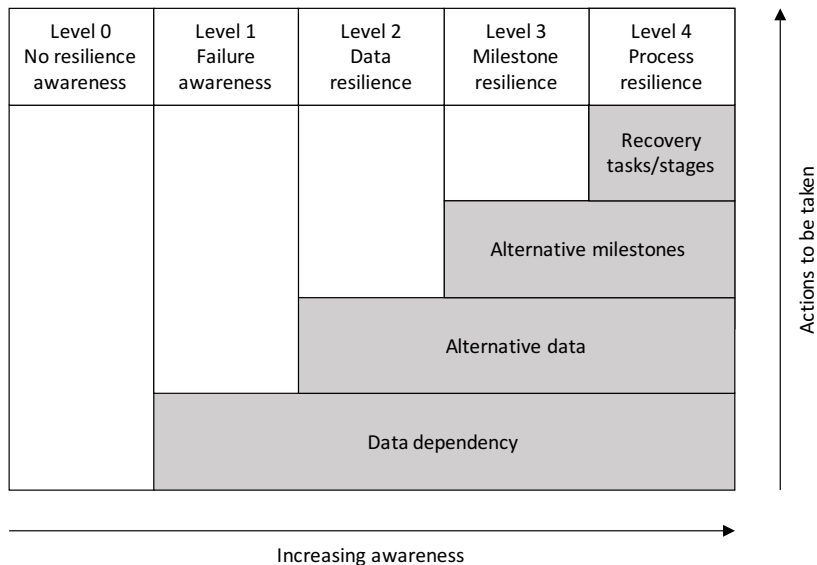 Level 0
No resilience
awareness
Level 1
Failure
awareness
Level 2
Data
resilience
Level 3
Milestone
resilience
Level 4
Process
resilience
Recovery
tasks/stages
Alternative milestones
Alternative data
Data dependency
Actions to be taken
Increasing awareness